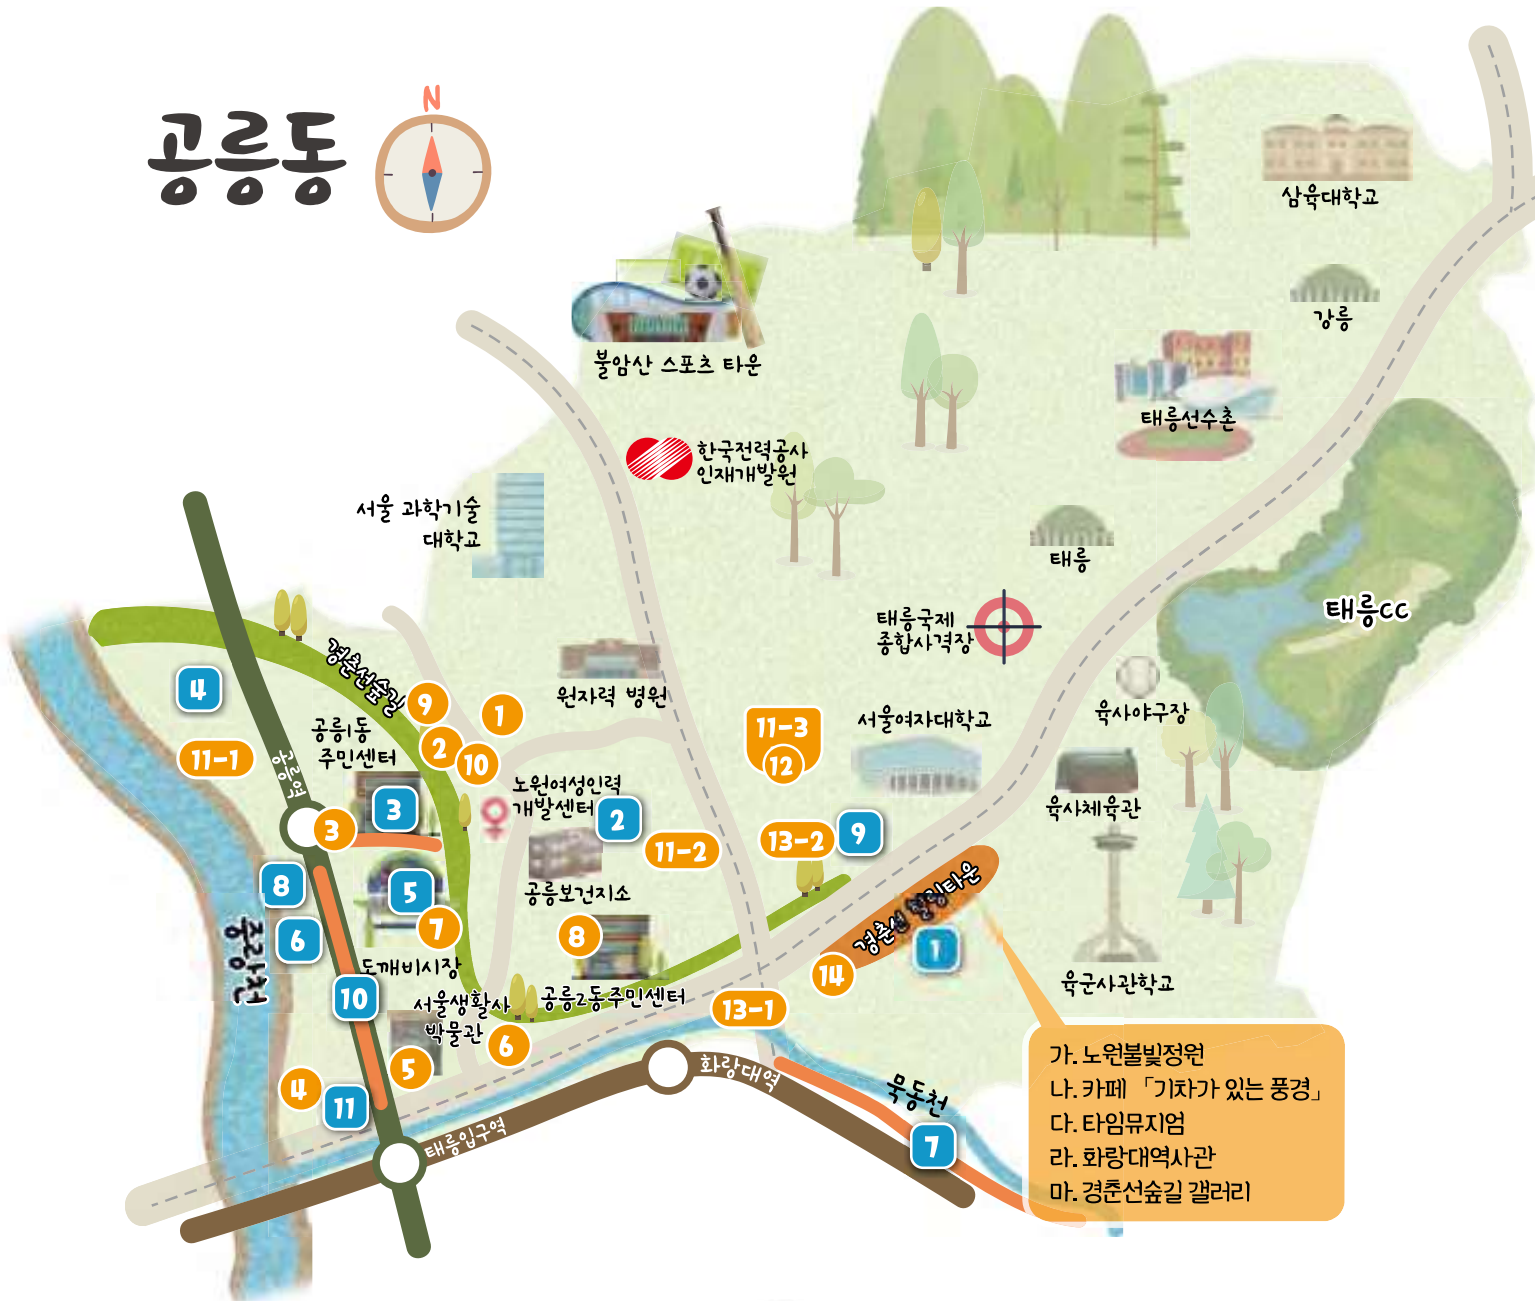 공릉동
N
삼육대학교
강릉
불암산 스포츠 타운
태릉선수촌
한국전력공사
인재개발원
서울 과학기술
대학교
태릉
태릉CC
태릉국제
종합사격장
경춘선숲길
원자력 병원
육사야구장
서울여자대학교
4
9
1
11-3
12
공릉1동
주민센터
2
10
11-1
공릉역
노원여성인력
개발센터
육사체육관
3
3
2
11-2
13-2
9
8
5
공릉보건지소
경춘선 힐링타운
7
8
6
중랑천
1
도깨비시장
14
육군사관학교
10
서울생활사
박물관
공릉2동주민센터
13-1
6
5
화랑대역
4
11
묵동천
태릉입구역
7
가. 노원불빛정원
나. 카페 「기차가 있는 풍경」
다. 타임뮤지엄
라. 화랑대역사관
마. 경춘선숲길 갤러리